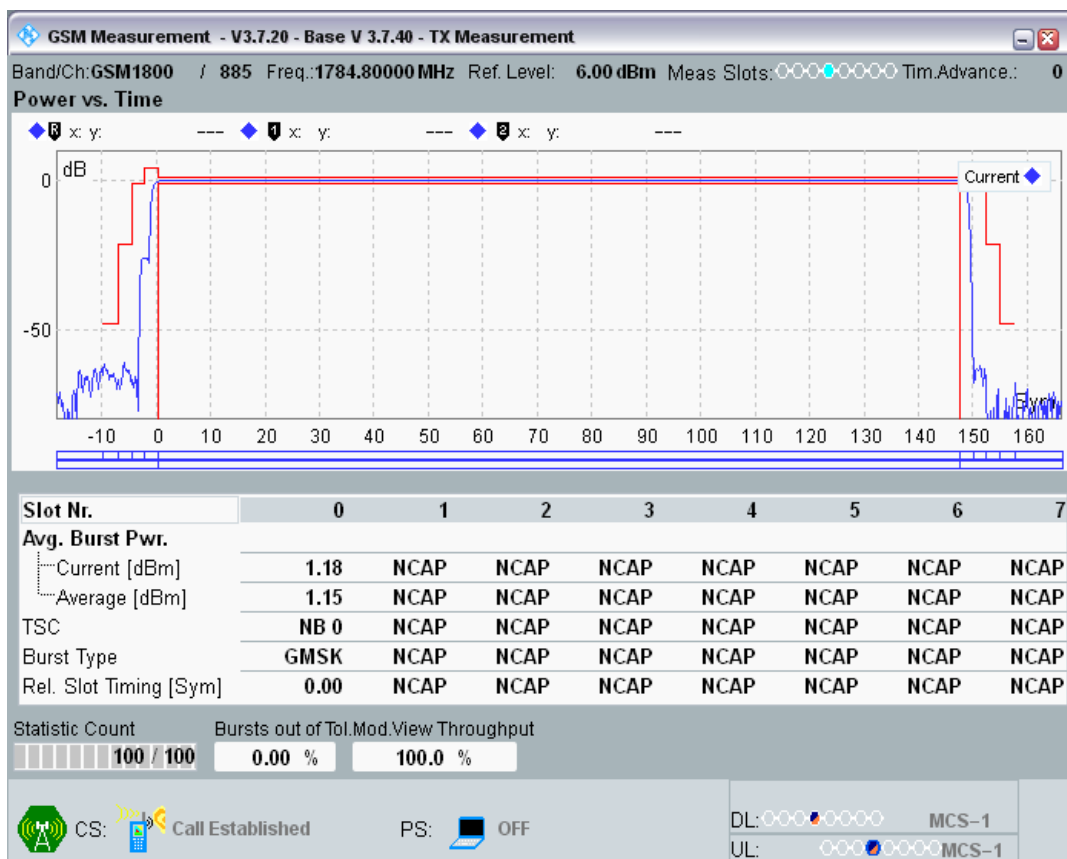 GSM Measurement - V3.7.20 - Base V 3.7.40 - TX Measurement
Band/Ch:GSM1800 / 885 Freq.:1784.80000 MHz Ref. Level: 6.00 dBm Meas Slots: Tim.Advance.: 0
Power vs. Time
R x: y: --- 1 x: y: --- 2 x: y: ---
dB
Current
0
-50
-10 0 10 20 30 40 50 60 70 80 90 100 110 120 130 140 150 160
Slot Nr. 0 1 2 3 4 5 6 7
Avg. Burst Pwr.
Current [dBm] 1.18 NCAP NCAP NCAP NCAP NCAP NCAP NCAP
Average [dBm] 1.15 NCAP NCAP NCAP NCAP NCAP NCAP NCAP
TSC NB 0 NCAP NCAP NCAP NCAP NCAP NCAP NCAP
Burst Type GMSK NCAP NCAP NCAP NCAP NCAP NCAP NCAP
Rel. Slot Timing [Sym] 0.00 NCAP NCAP NCAP NCAP NCAP NCAP NCAP
Statistic Count Bursts out of Tol. Mod.View Throughput
100 / 100 0.00 % 100.0 %
CS: Call Established PS: OFF
DL: MCS-1
UL: MCS-1